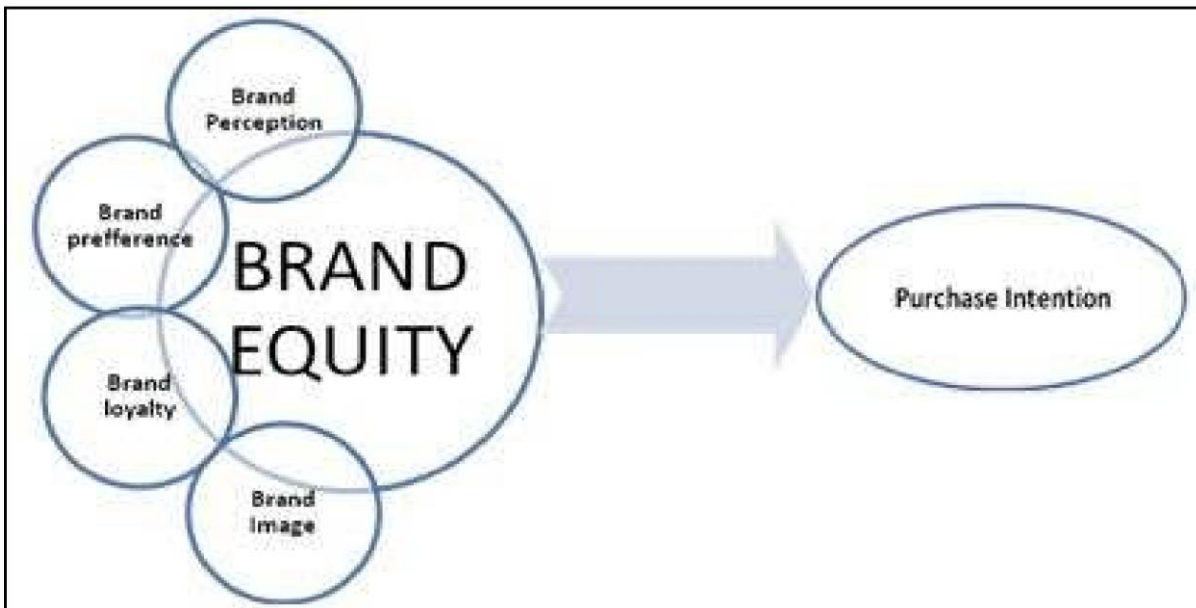 Brand
Perception
Brand
prefference
BRAND
EQUITY
Brand
loyalty
Brand
Image
Purchase Intention